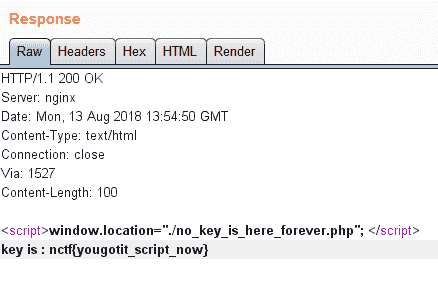 Response
Raw Headers Hex HTML Render
HTTP/1.1 200 OK
Server: nginx
Date: Mon, 13 Aug 2018 13:54:50 GMT
Content-Type: text/html
Connection: close
Via: 1527
Content-Length: 100
<script>window.location="./no_key_is_here_forever.php"; </script>
key is : nctf{yougotit_script_now}